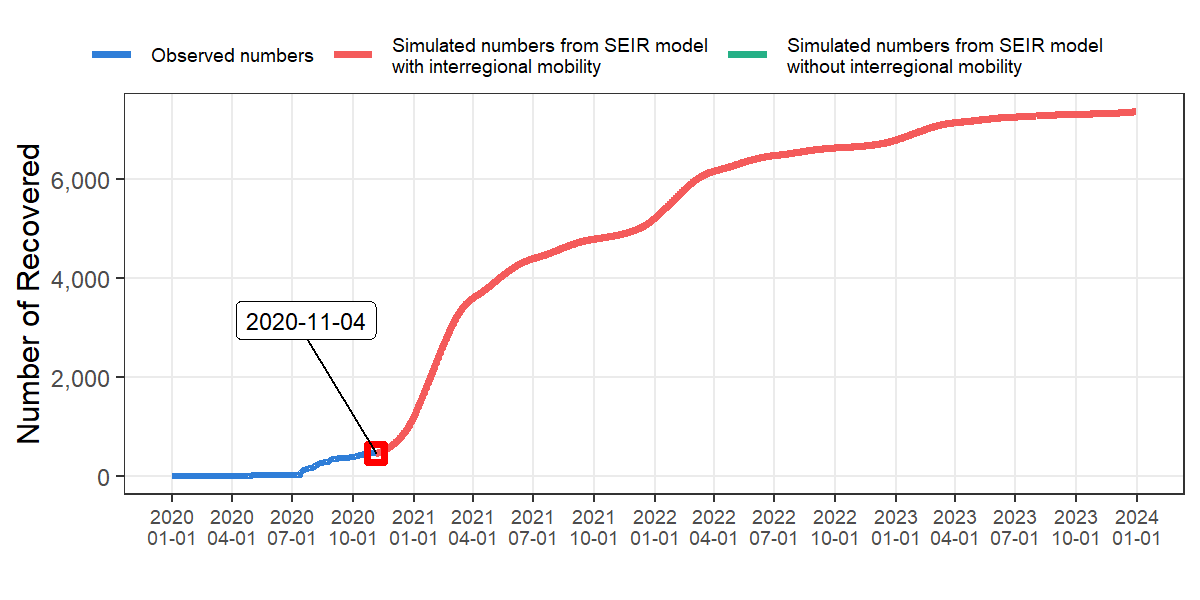 Observed numbers
Simulated numbers from SEIR model
with interregional mobility
Simulated numbers from SEIR model
without interregional mobility
Number of Recovered
6,000
4,000
2,000
0
2020-11-04
2020 2020 2020 2020 2021 2021 2021 2021 2022 2022 2022 2022 2023 2023 2023 2023 2024
01-01 04-01 07-01 10-01 01-01 04-01 07-01 10-01 01-01 04-01 07-01 10-01 01-01 04-01 07-01 10-01 01-01